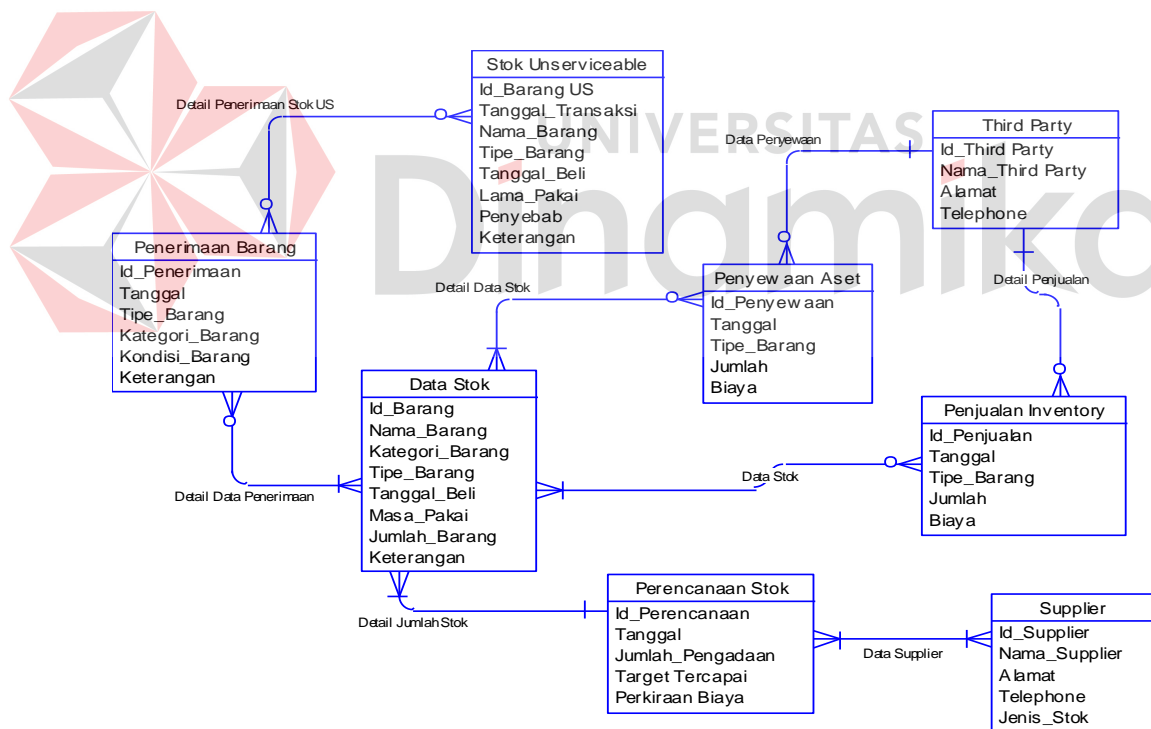 Stok Unserviceable
Id_Barang US
Tanggal_Transaksi
Nama_Barang
Tipe_Barang
Tanggal_Beli
Lama_Pakai
Penyebab
Keterangan
Detail Penerimaan Stok US
UNIVERSITAS
Dinamika
Data Penyewaan
Third Party
Id_Third Party
Nama_Third Party
Alamat
Telephone
Penerimaan Barang
Id_Penerimaan
Tanggal
Tipe_Barang
Kategori_Barang
Kondisi_Barang
Keterangan
Detail Data Stok
Penyewaan Aset
Id_Penyewaan
Tanggal
Tipe_Barang
Jumlah
Biaya
Detail Penjualan
Data Stok
Id_Barang
Nama_Barang
Kategori_Barang
Tipe_Barang
Tanggal_Beli
Masa_Pakai
Jumlah_Barang
Keterangan
Penjualan Inventory
Id_Penjualan
Tanggal
Tipe_Barang
Jumlah
Biaya
Detail Data Penerimaan
Data Stok
Detail Jumlah Stok
Perencanaan Stok
Id_Perencanaan
Tanggal
Jumlah_Pengadaan
Target Tercapai
Perkiraan Biaya
Data Supplier
Supplier
Id_Supplier
Nama_Supplier
Alamat
Telephone
Jenis_Stok